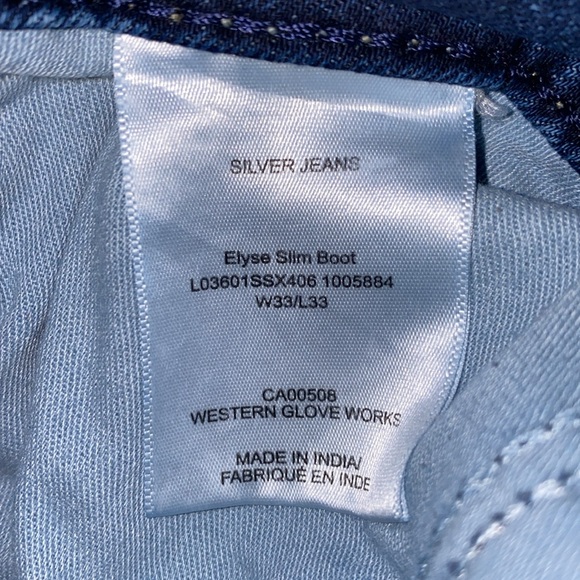 SILVER JEANS
Elyse Slim Boot
L03601SSX406 1005884
W33/L33
CA00508
WESTERN GLOVE WORKS
MADE IN INDIA/
FABRIQUÉ EN INDE